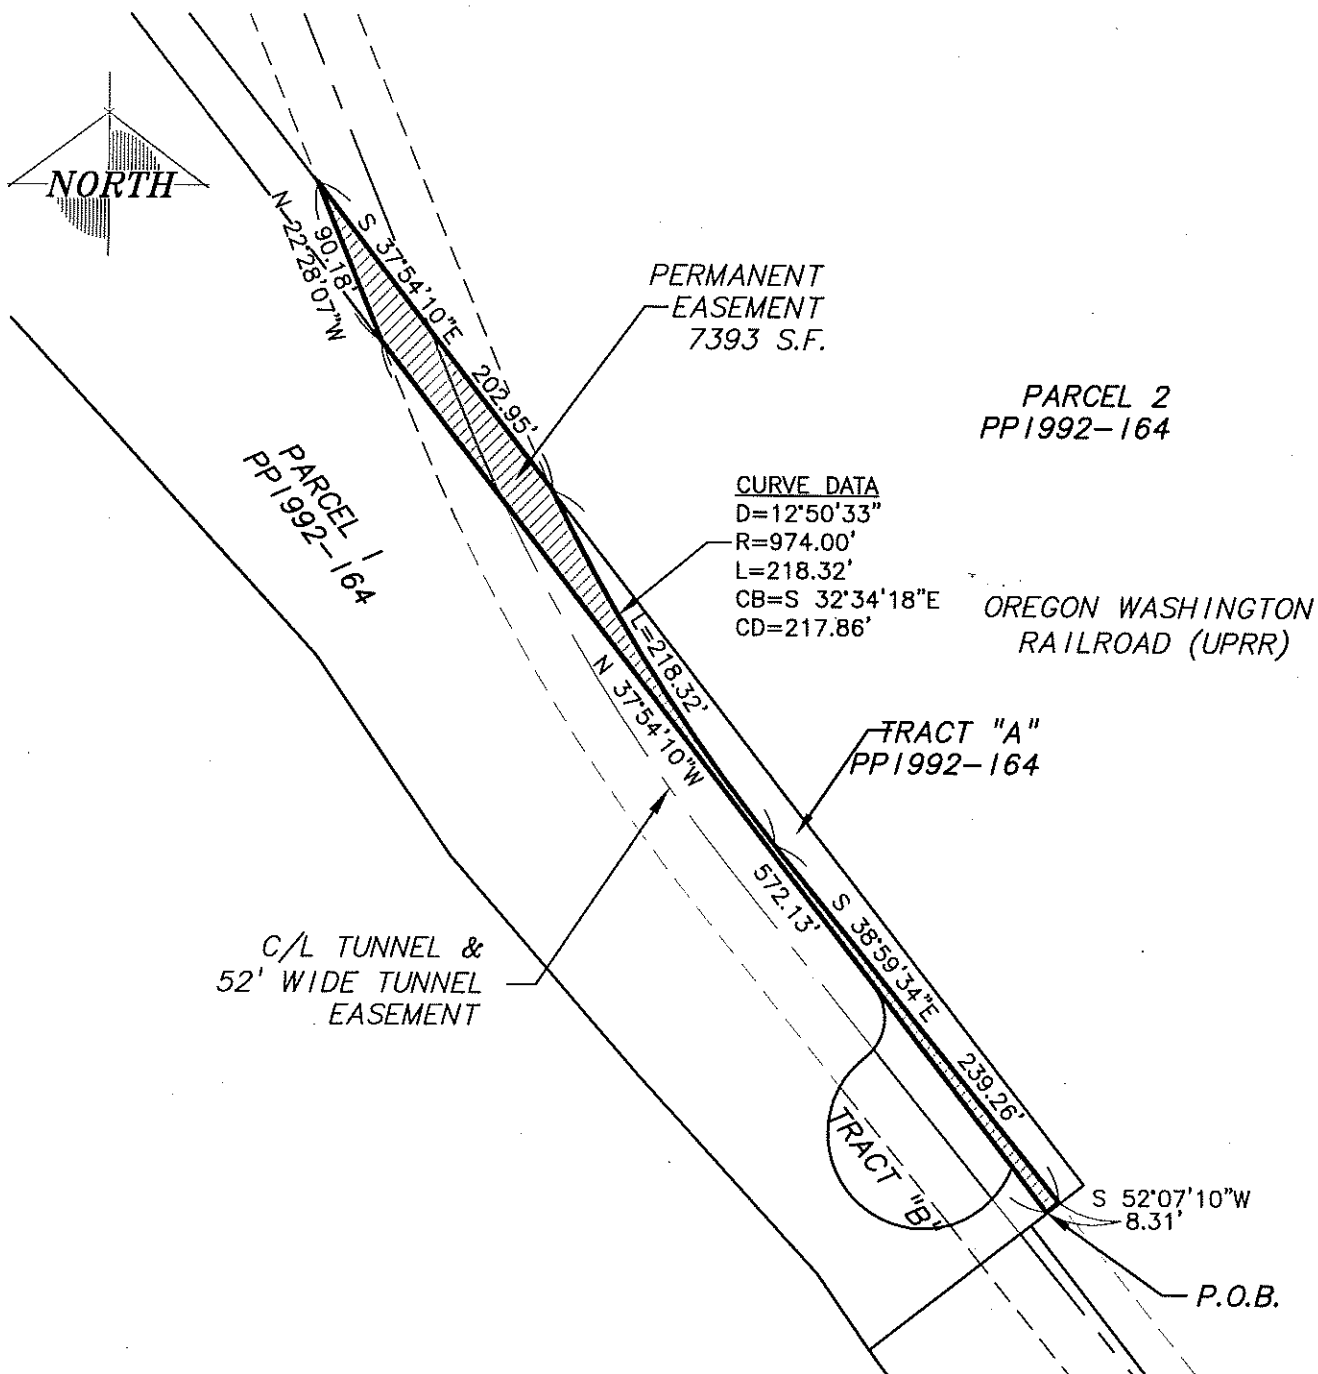 NORTH
N 22°28'07"W
90.18'
S 37°54'10"E
202.95'
PERMANENT
EASEMENT
7393 S.F.
PARCEL 2
PP1992-164
PARCEL 1
PP1992-164
CURVE DATA
D=12°50'33"
R=974.00'
L=218.32'
CB=S 32°34'18"E
CD=217.86'
OREGON WASHINGTON
RAILROAD (UPRR)
L=218.32'
N 37°54'10"W
572.13'
TRACT "A"
PP1992-164
C/L TUNNEL &
52' WIDE TUNNEL
EASEMENT
S 38°59'34"E
239.26'
TRACT "B"
S 52°07'10"W
8.31'
P.O.B.